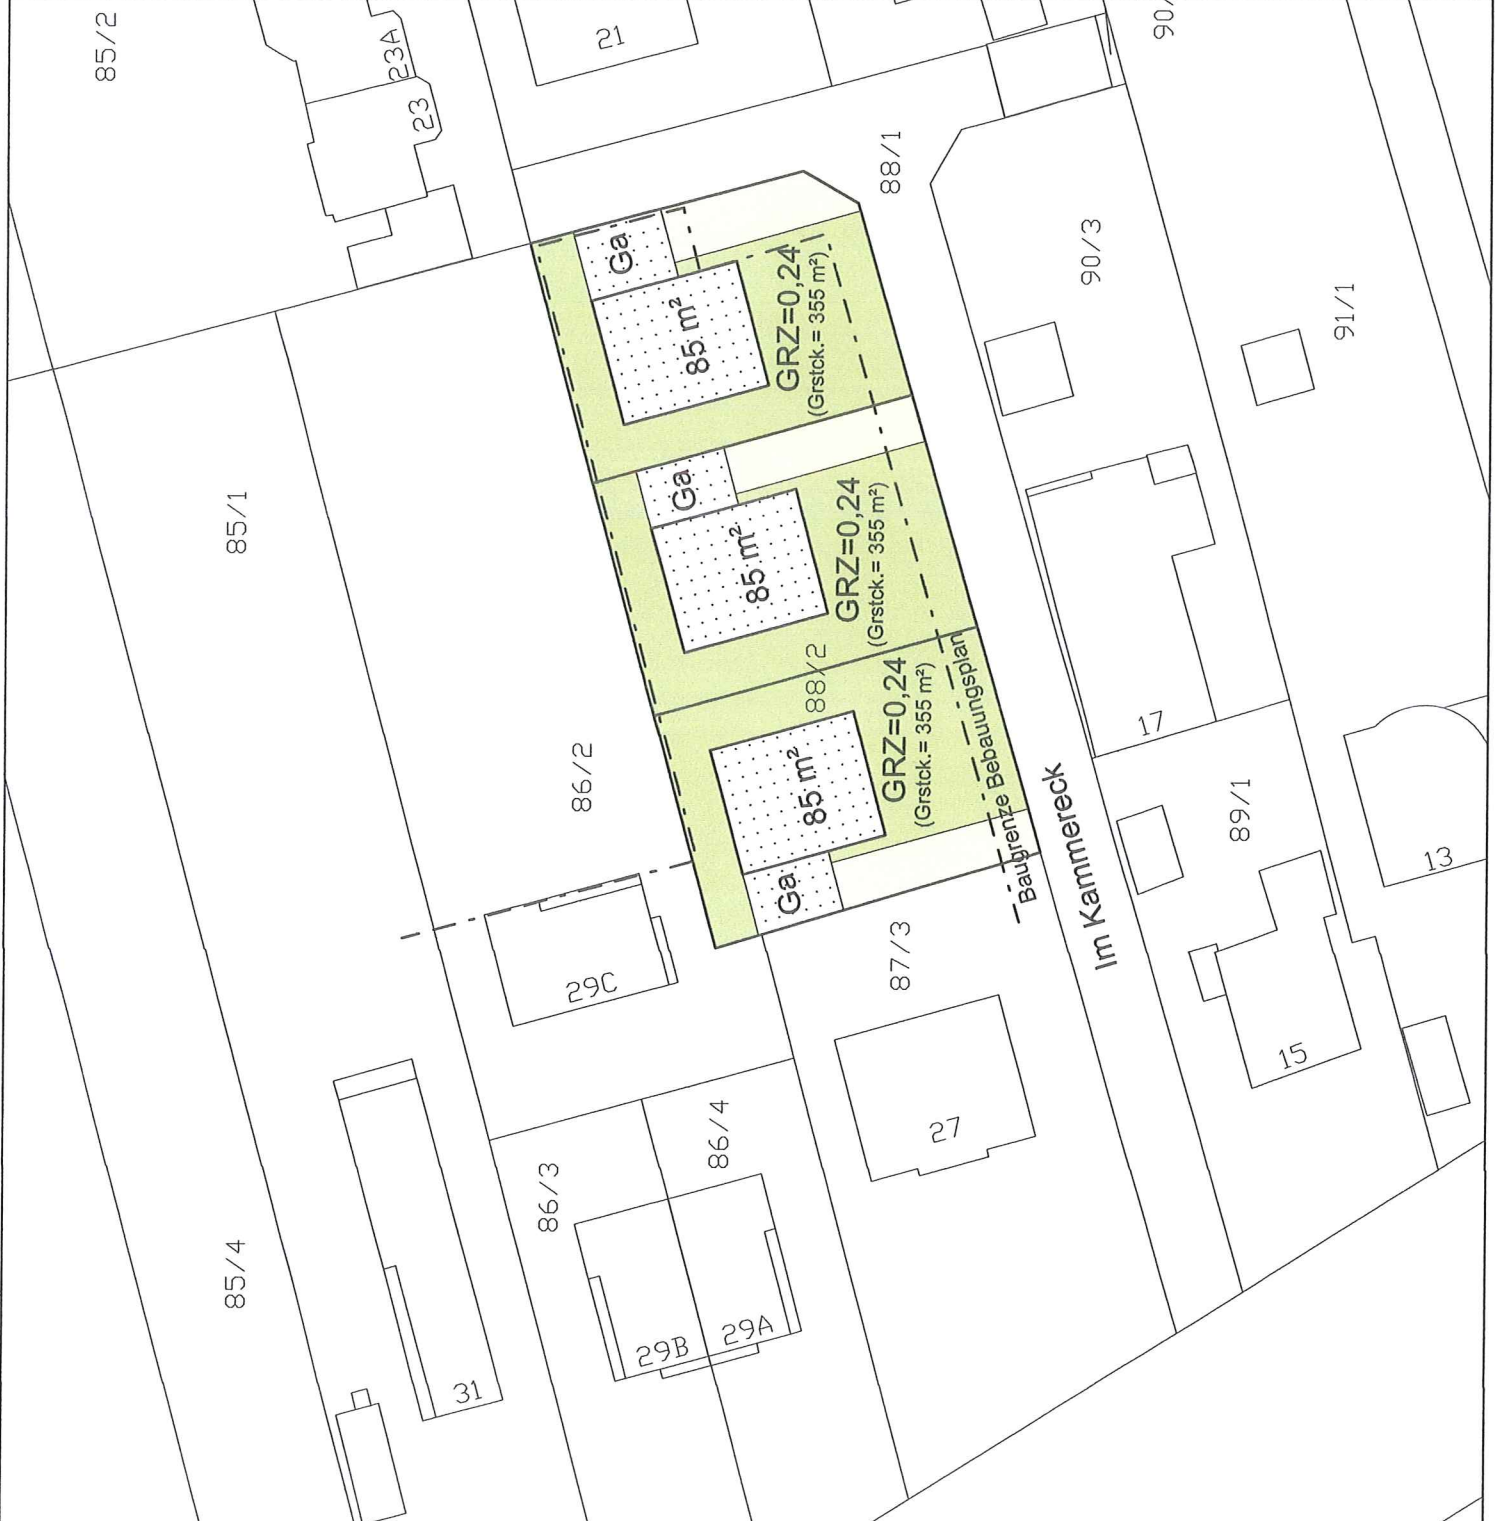 85/2
23A
23
21
90/
88/1
90/3
91/1
85/1
86/2
Ga
85 m²
GRZ=0,24
(Grstck.= 355 m²)
Ga
85 m²
GRZ=0,24
(Grstck.= 355 m²)
88/2
85 m²
Ga
GRZ=0,24
(Grstck.= 355 m²)
Baugrenze Bebauungsplan
Im Kammereck
17
89/1
13
15
87/3
27
29C
86/4
86/3
29B
29A
31
85/4